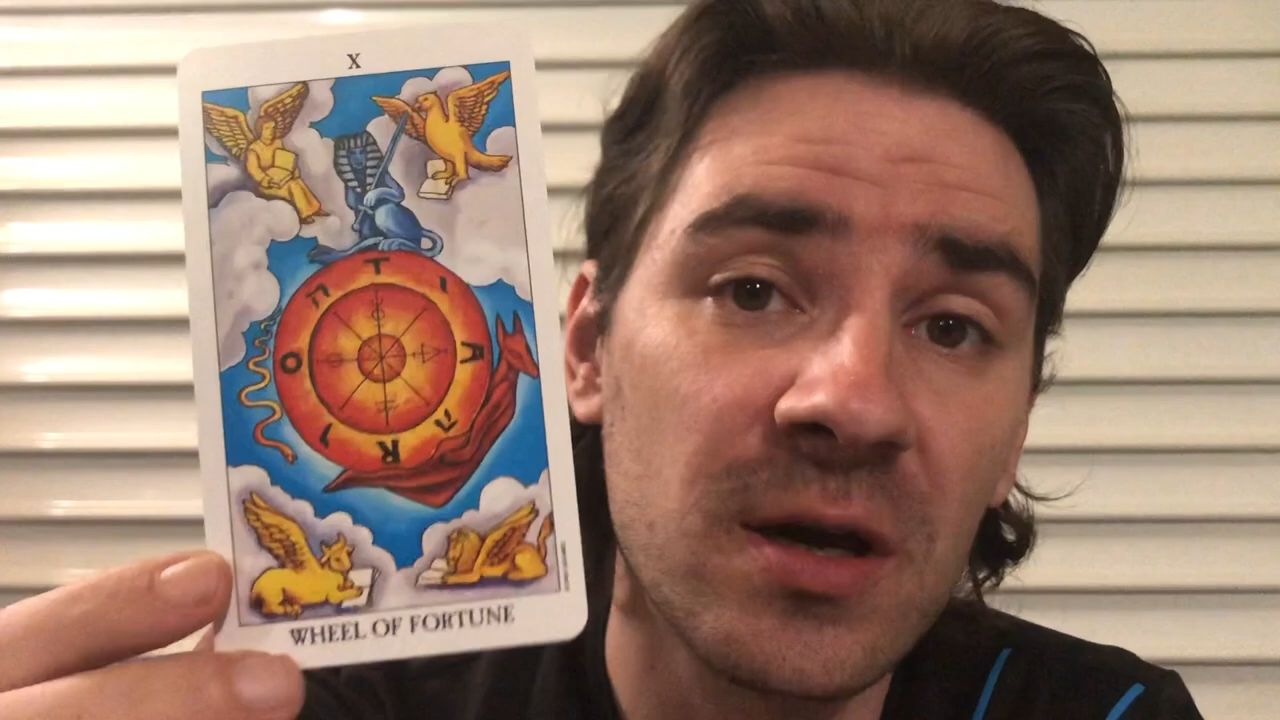 X
T י A ה R ו O ה
WHEEL OF FORTUNE